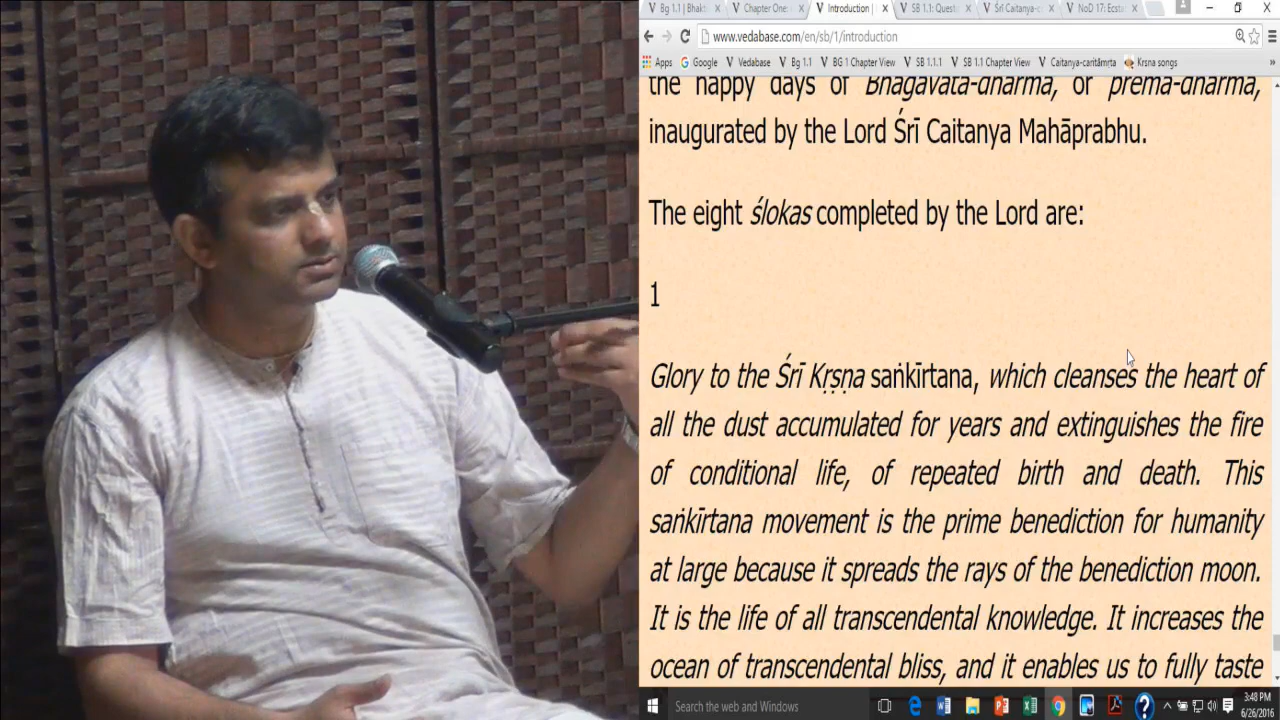 Bg 1.1 | Bhakt
Chapter One:
Introduction |
SB 1.1: Quest
Śrī Caitanya-c
NoD 17: Ecsta
www.vedabase.com/en/sb/1/introduction
Apps Google Vedabase Bg 1.1 BG 1 Chapter View SB 1.1.1 SB 1.1 Chapter View Caitanya-caritāmṛta Krsna songs »
the happy days of Bhāgavata-dharma, or prema-dharma,
inaugurated by the Lord Śrī Caitanya Mahāprabhu.
The eight ślokas completed by the Lord are:
1
Glory to the Śrī Kṛṣṇa saṅkīrtana, which cleanses the heart of
all the dust accumulated for years and extinguishes the fire
of conditional life, of repeated birth and death. This
saṅkīrtana movement is the prime benediction for humanity
at large because it spreads the rays of the benediction moon.
It is the life of all transcendental knowledge. It increases the
ocean of transcendental bliss, and it enables us to fully taste
Search the web and Windows
3:48 PM
6/26/2016